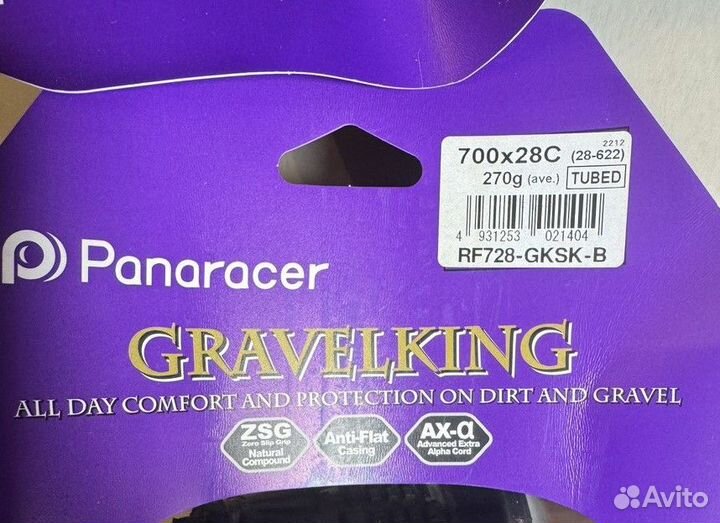 2212
700x28C (28-622)
270g (ave.) TUBED
4 931253 021404
RF728-GKSK-B
Panaracer
GRAVELKING
ALL DAY COMFORT AND PROTECTION ON DIRT AND GRAVEL
ZSG
Zero Slip Grip
Natural
Compound
Anti-Flat
Casing
AX-α
Advanced Extra
Alpha Cord
Avito